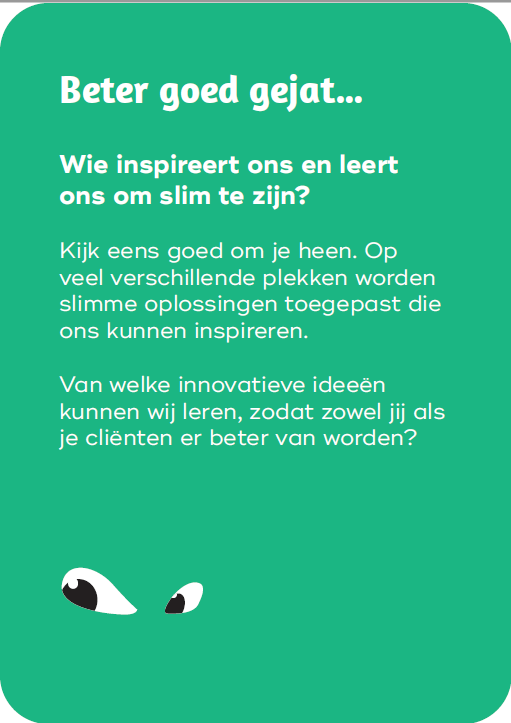 Beter goed gejat...
Wie inspireert ons en leert
ons om slim te zijn?
Kijk eens goed om je heen. Op
veel verschillende plekken worden
slimme oplossingen toegepast die
ons kunnen inspireren.
Van welke innovatieve ideeën
kunnen wij leren, zodat zowel jij als
je cliënten er beter van worden?